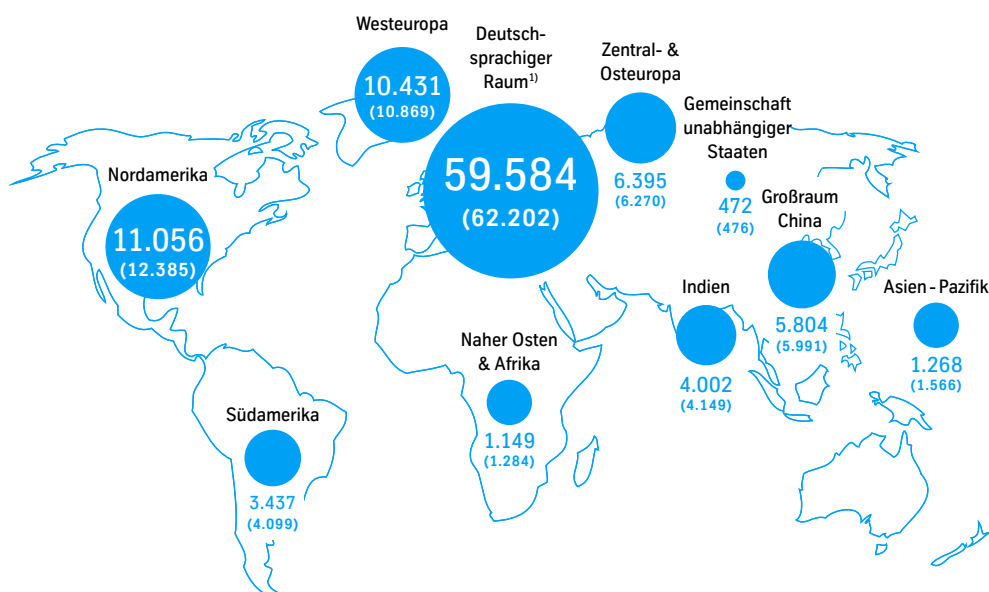 Westeuropa
10.431
(10.869)
Deutsch-
sprachiger
Raum1)
59.584
(62.202)
Zentral- &
Osteuropa
6.395
(6.270)
Gemeinschaft
unabhängiger
Staaten
472
(476)
Nordamerika
11.056
(12.385)
Großraum
China
5.804
(5.991)
Indien
4.002
(4.149)
Asien - Pazifik
1.268
(1.566)
Naher Osten
& Afrika
1.149
(1.284)
Südamerika
3.437
(4.099)